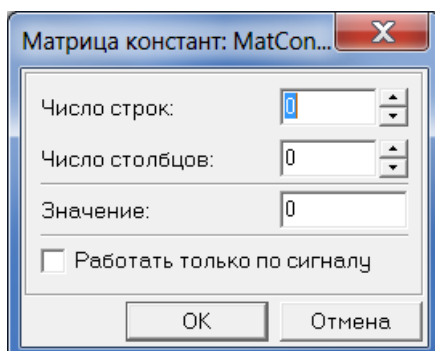 Матрица констант: MatCon...
Число строк: 0
Число столбцов: 0
Значение: 0
Работать только по сигналу
OK Отмена